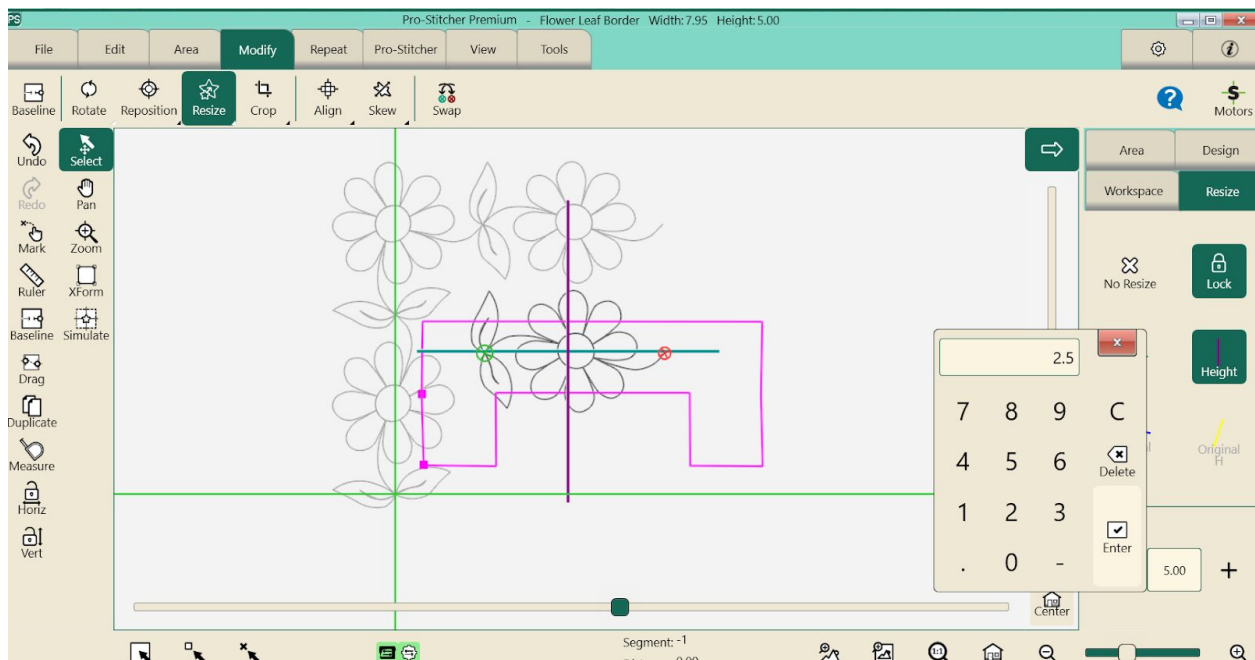 PS
Pro-Stitcher Premium - Flower Leaf Border Width: 7.95 Height: 5.00
File Edit Area Modify Repeat Pro-Stitcher View Tools
Baseline Rotate Reposition Resize Crop Align Skew Swap
? S Motors
Undo Select
Redo Pan
Mark Zoom
Ruler XForm
Baseline Simulate
Drag
Duplicate
Measure
Horiz
Vert
Area Design
Workspace Resize
No Resize Lock
Height
Original
H
2.5
7 8 9 C
4 5 6 Delete
1 2 3 Enter
. 0 -
5.00 +
Center
Segment: -1
1:1